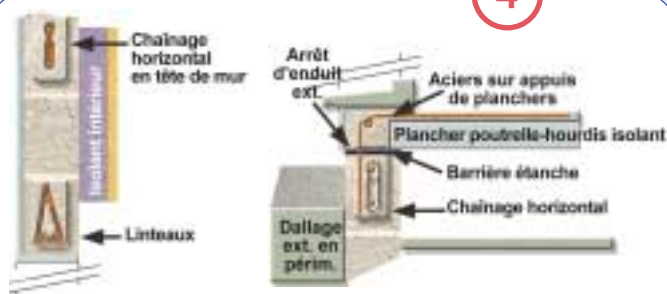 4
Chaînage
horizontal
en tête de mur
Isolant intérieur
Linteaux
Arrêt
d'enduit
ext.
Aciers sur appuis
de planchers
Plancher poutrelle-hourdis isolant
Barrière étanche
Chaînage horizontal
Dallage
ext. en
périm.